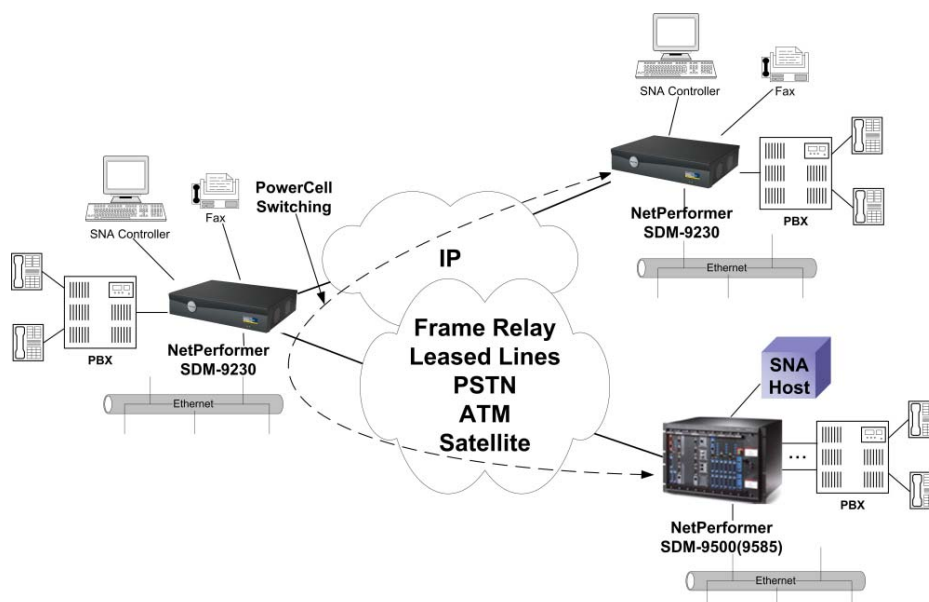 SNA Controller
Fax
PBX
NetPerformer
SDM-9230
Ethernet
PowerCell
Switching
SNA Controller
Fax
PBX
NetPerformer
SDM-9230
Ethernet
IP
Frame Relay
Leased Lines
PSTN
ATM
Satellite
SNA
Host
...
PBX
NetPerformer
SDM-9500(9585)
Ethernet